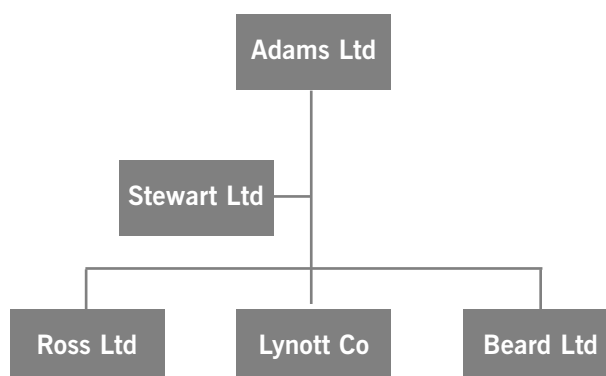 Adams Ltd
Stewart Ltd
Ross Ltd
Lynott Co
Beard Ltd